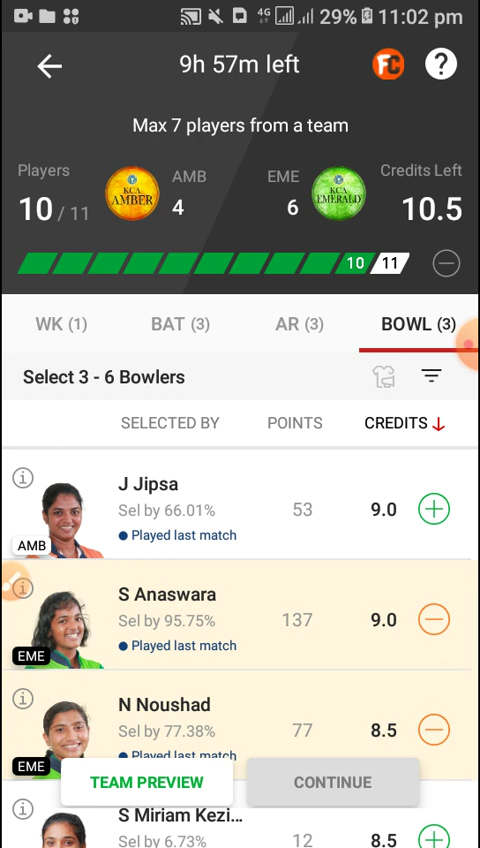 4G 29% 11:02 pm
9h 57m left
FC ?
Max 7 players from a team
Players AMB EME Credits Left
KCA AMBER
KCA EMERALD
10 / 11 4 6 10.5
10 11
WK (1) BAT (3) AR (3) BOWL (3)
Select 3 - 6 Bowlers
SELECTED BY POINTS CREDITS ↓
i
J Jipsa
Sel by 66.01% 53 9.0
Played last match
AMB
i
S Anaswara
Sel by 95.75% 137 9.0
Played last match
EME
i
N Noushad
Sel by 77.38% 77 8.5
Played last match
EME
TEAM PREVIEW CONTINUE
i
S Miriam Kezi...
Sel by 6.73% 12 8.5